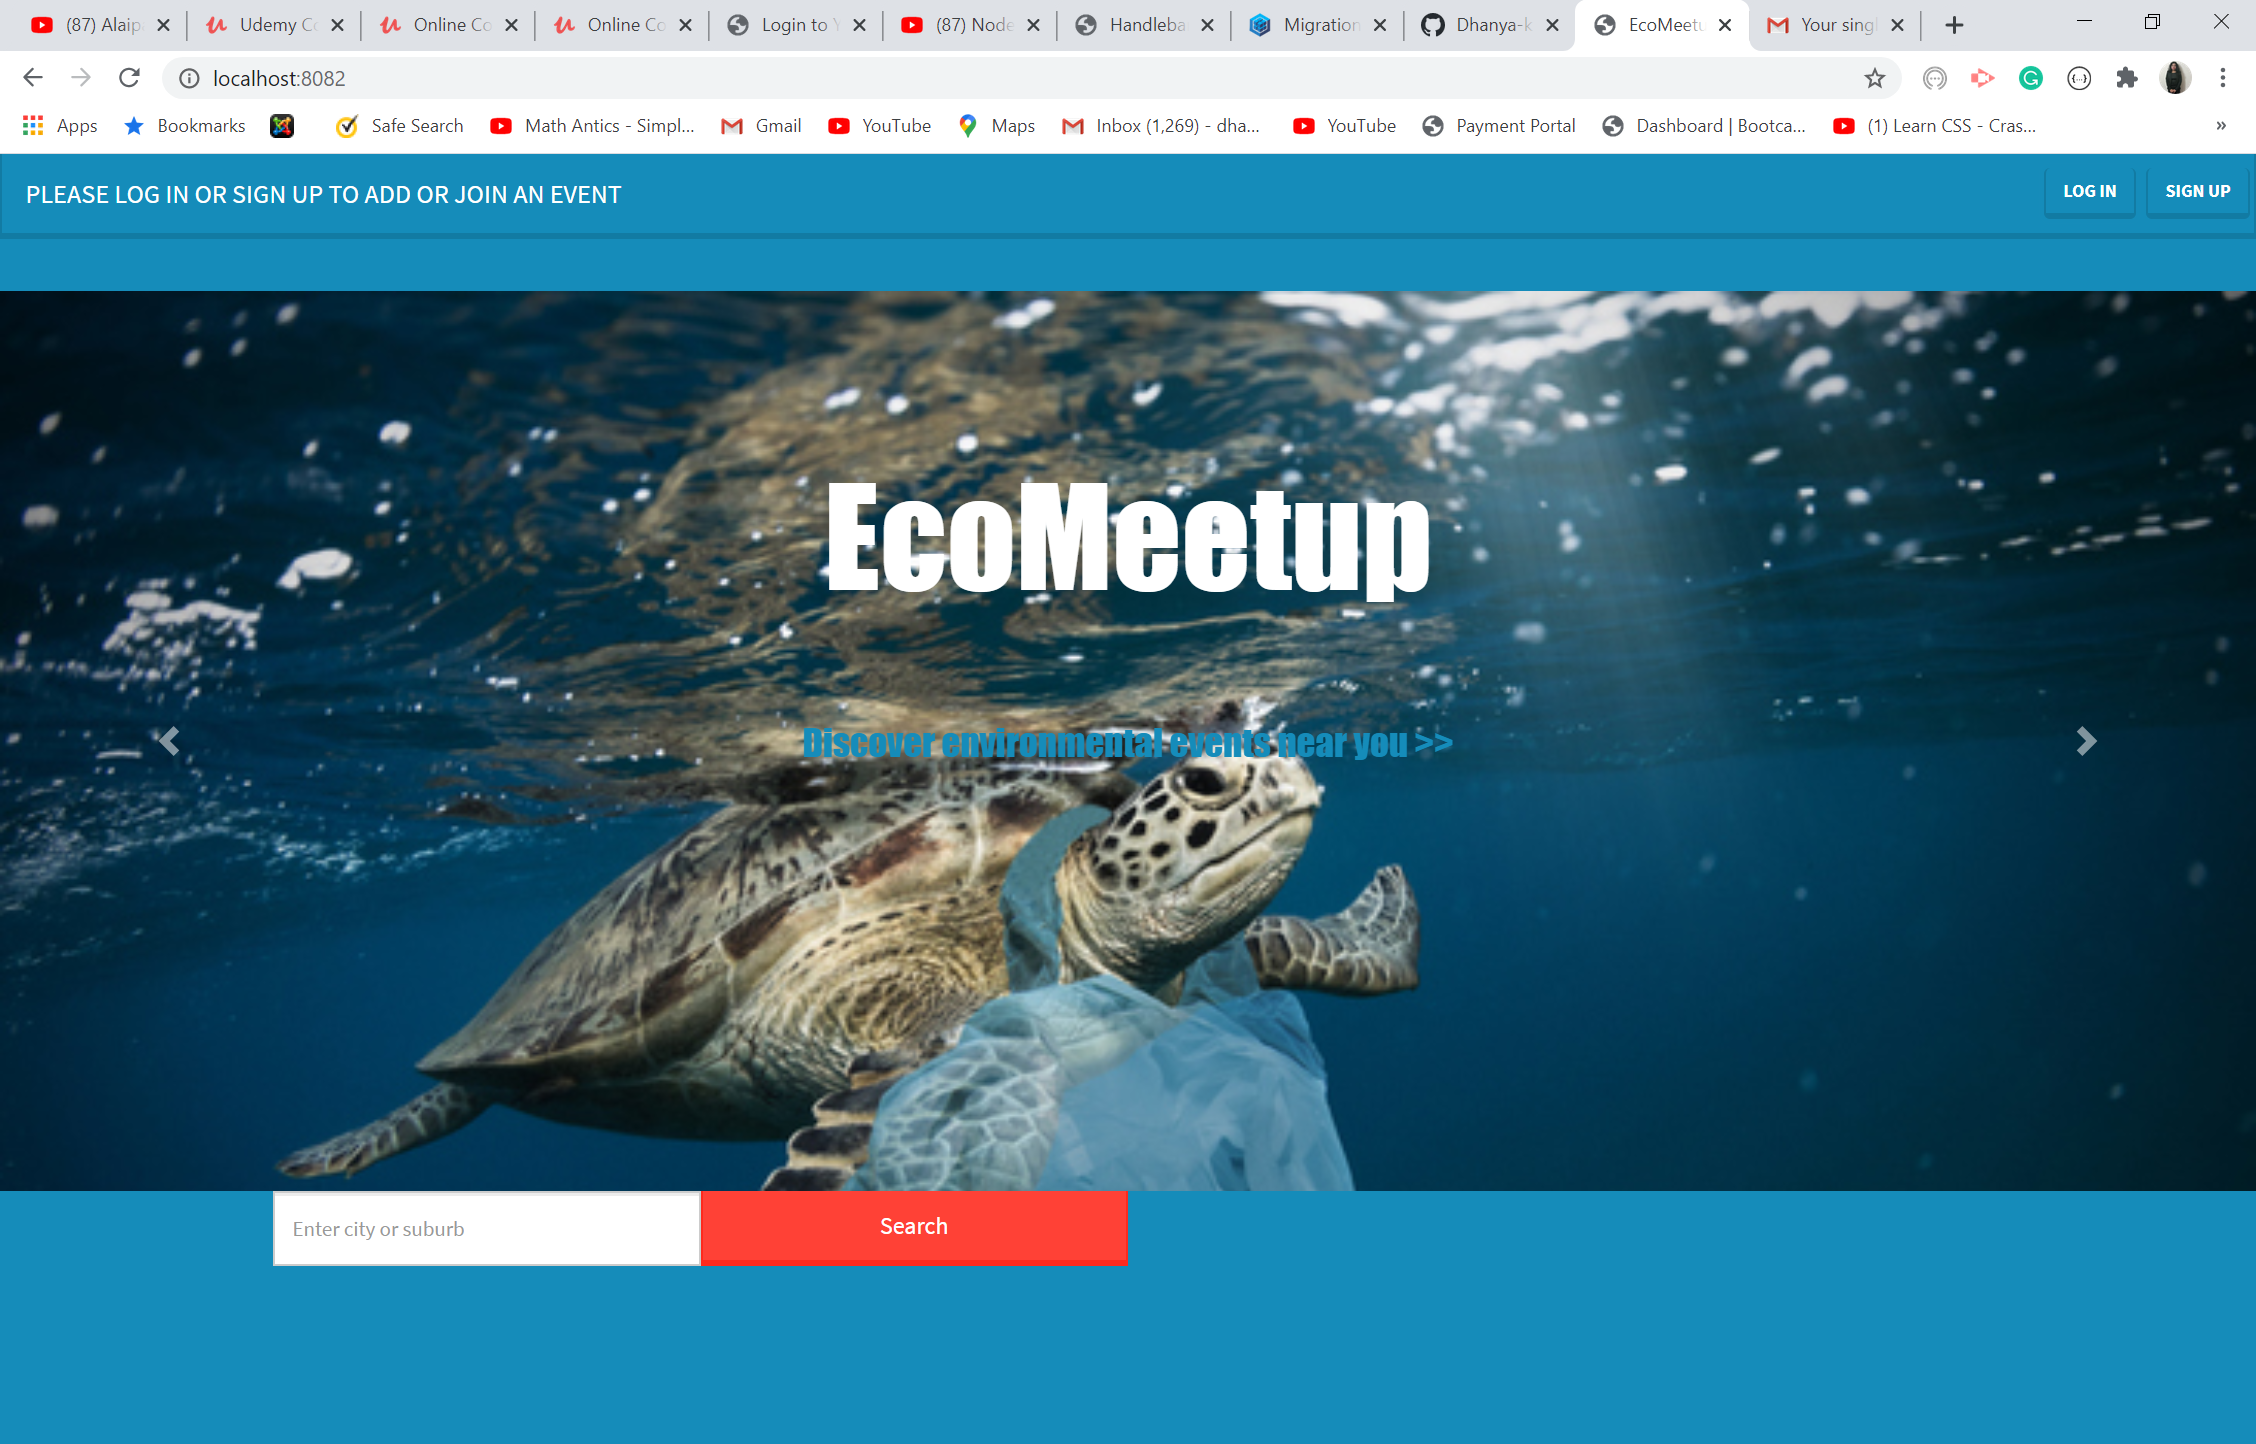 (87) Alaip
Udemy Co
Online Co
Online Co
Login to Y
(87) Node
Handleba
Migration
Dhanya-k
EcoMeetu
Your singl
localhost:8082
Apps
Bookmarks
Safe Search
Math Antics - Simpl...
Gmail
YouTube
Maps
Inbox (1,269) - dha...
YouTube
Payment Portal
Dashboard | Bootca...
(1) Learn CSS - Cras...
»
PLEASE LOG IN OR SIGN UP TO ADD OR JOIN AN EVENT
LOG IN
SIGN UP
EcoMeetup
Discover environmental events near you >>
Enter city or suburb
Search